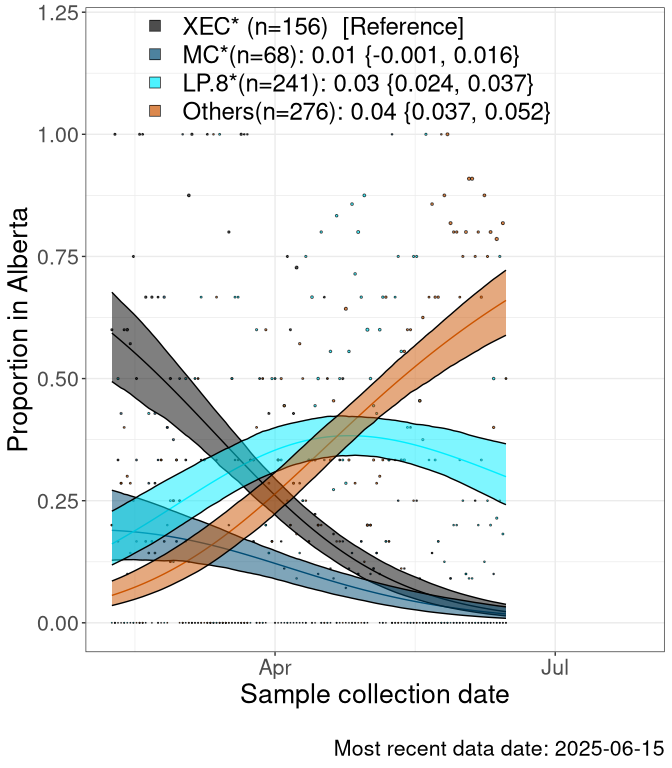 1.25
XEC* (n=156)  [Reference]
MC*(n=68): 0.01 {-0.001, 0.016}
LP.8*(n=241): 0.03 {0.024, 0.037}
Others(n=276): 0.04 {0.037, 0.052}
1.00
0.75
0.50
0.25
0.00
Proportion in Alberta
Apr
Jul
Sample collection date
Most recent data date: 2025-06-15